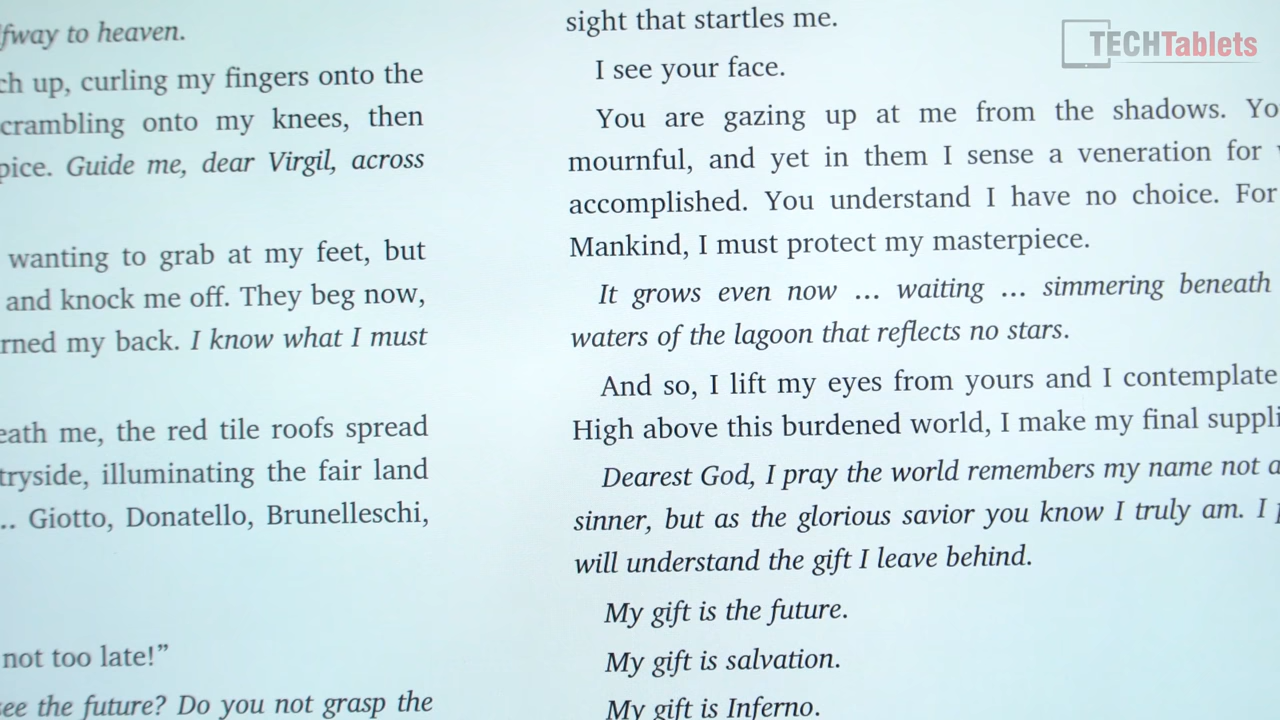 way to heaven.
up, curling my fingers onto the
crambling onto my knees, then
pice. Guide me, dear Virgil, across
wanting to grab at my feet, but
and knock me off. They beg now,
rned my back. I know what I must
eath me, the red tile roofs spread
tryside, illuminating the fair land
.. Giotto, Donatello, Brunelleschi,
not too late!”
see the future? Do you not grasp the
sight that startles me.
I see your face.
You are gazing up at me from the shadows. Yo
mournful, and yet in them I sense a veneration for
accomplished. You understand I have no choice. For
Mankind, I must protect my masterpiece.
It grows even now … waiting … simmering beneath
waters of the lagoon that reflects no stars.
And so, I lift my eyes from yours and I contemplate
High above this burdened world, I make my final suppli
Dearest God, I pray the world remembers my name not a
sinner, but as the glorious savior you know I truly am. I
will understand the gift I leave behind.
My gift is the future.
My gift is salvation.
My gift is Inferno.
TECHTablets